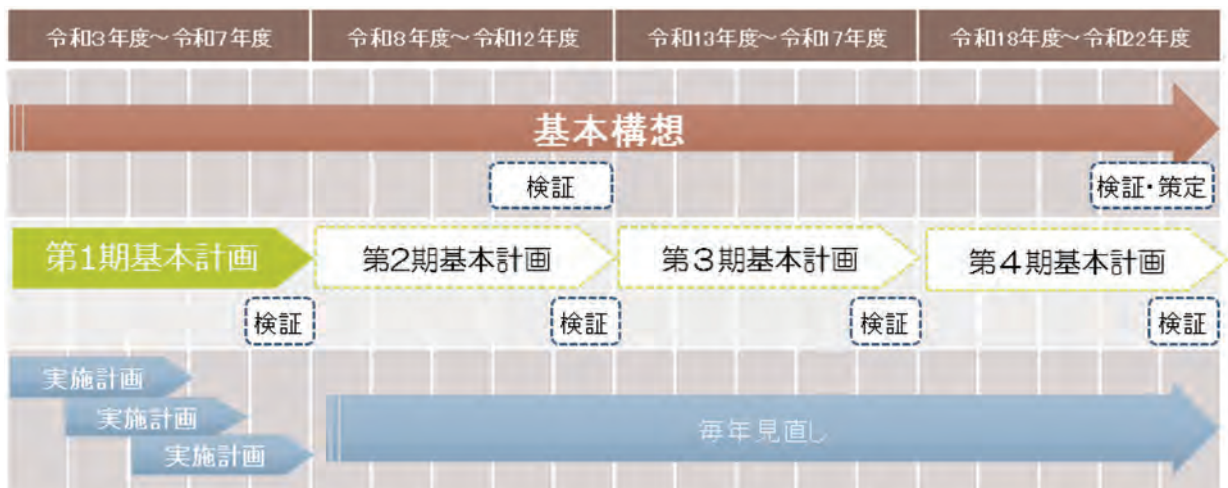 令和3年度～令和7年度
令和8年度～令和12年度
令和13年度～令和17年度
令和18年度～令和22年度
基本構想
検証
検証・策定
第1期基本計画
第2期基本計画
第3期基本計画
第4期基本計画
検証
検証
検証
検証
実施計画
実施計画
実施計画
毎年見直し